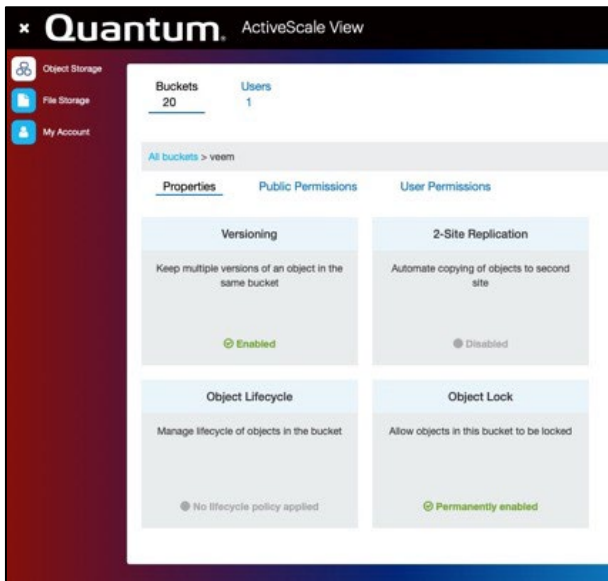 × Quantum. ActiveScale View
Object Storage
File Storage
My Account
Buckets
20
Users
1
All buckets > veem
Properties
Public Permissions
User Permissions
Versioning
Keep multiple versions of an object in the
same bucket
Enabled
2-Site Replication
Automate copying of objects to second
site
Disabled
Object Lifecycle
Manage lifecycle of objects in the bucket
No lifecycle policy applied
Object Lock
Allow objects in this bucket to be locked
Permanently enabled